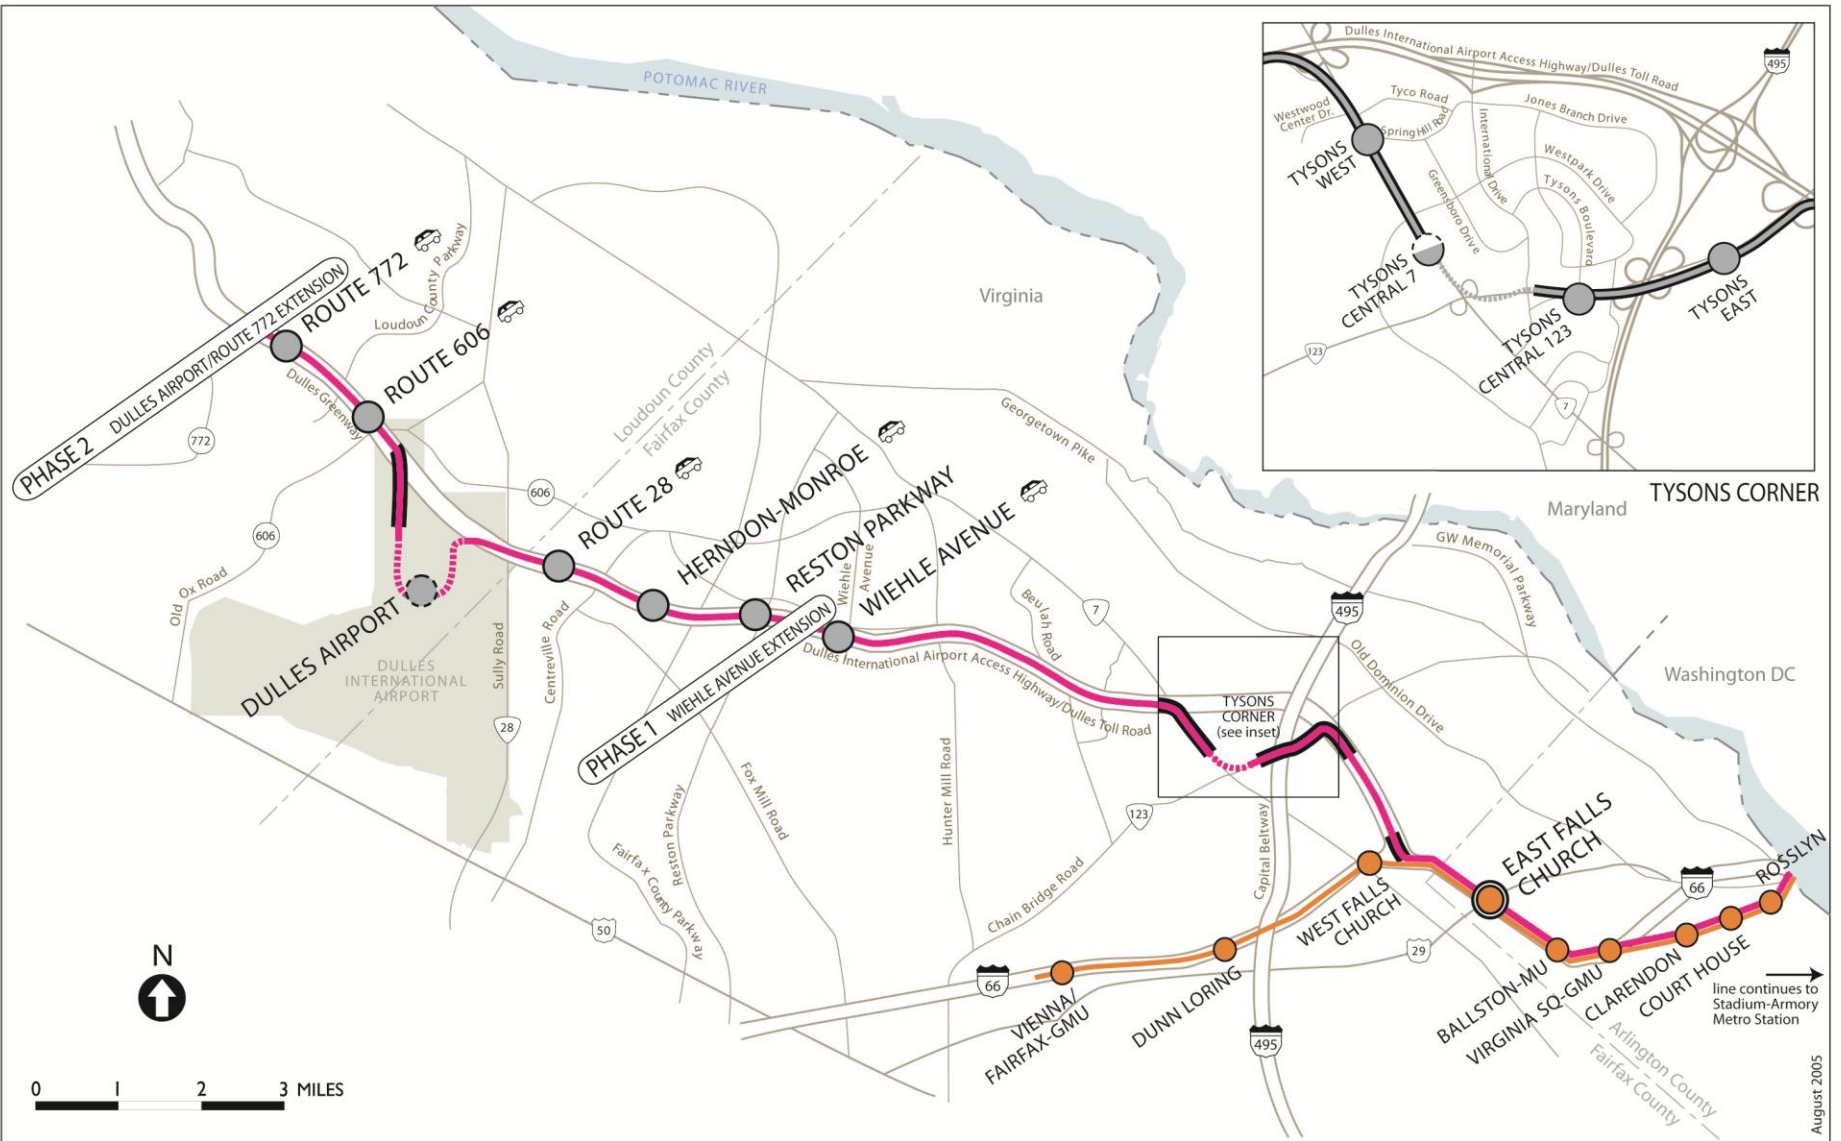 POTOMAC RIVER
Virginia
Maryland
Washington DC
Loudoun County
Fairfax County
PHASE 2 DULLES AIRPORT/ROUTE 772 EXTENSION
ROUTE 772
Loudoun County Parkway
ROUTE 606
Dulles Greenway
772
606
606
Old Ox Road
DULLES AIRPORT
DULLES
INTERNATIONAL
AIRPORT
Sully Road
28
Centreville Road
ROUTE 28
HERNDON-MONROE
RESTON PARKWAY
Wiehle
Avenue
WIEHLE AVENUE
PHASE 1 WIEHLE AVENUE EXTENSION
Dulles International Airport Access Highway/Dulles Toll Road
Georgetown Pike
Beulah Road
7
495
GW Memorial Parkway
Old Dominion Drive
TYSONS
CORNER
(see inset)
Fox Mill Road
Reston Parkway
Fairfax County Parkway
Hunter Mill Road
123
Chain Bridge Road
Capital Beltway
50
66
29
66
495
VIENNA/
FAIRFAX-GMU
DUNN LORING
WEST FALLS
CHURCH
EAST FALLS
CHURCH
BALLSTON-MU
VIRGINIA SQ-GMU
CLARENDON
COURT HOUSE
ROSSLYN
line continues to
Stadium-Armory
Metro Station
Arlington County
Fairfax County
August 2005
N
0 1 2 3 MILES
Dulles International Airport Access Highway/Dulles Toll Road
495
Westwood
Center Dr.
Tyco Road
Spring Hill Road
International Drive
Jones Branch Drive
Westpark Drive
Tysons Boulevard
Greensboro Drive
TYSONS
WEST
TYSONS
CENTRAL 7
TYSONS
CENTRAL 123
TYSONS
EAST
123
7
TYSONS CORNER